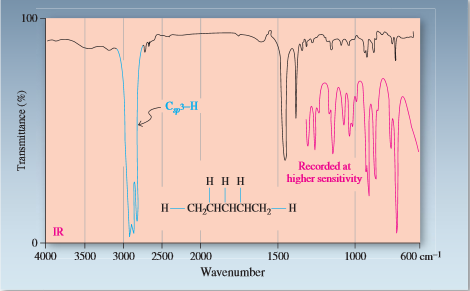 100
Transmittance (%)
0
C_sp³–H
Recorded at
higher sensitivity
H H H
H—CH₂CHCHCHCH₂—H
IR
4000 3500 3000 2500 2000 1500 1000 600 cm⁻¹
Wavenumber